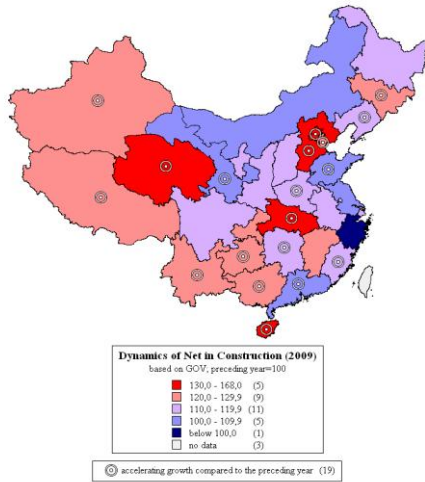 Dynamics of Net in Construction (2009)
based on GOV, preceding year=100
130,0 - 168,0 (5)
120,0 - 129,9 (9)
110,0 - 119,9 (11)
100,0 - 109,9 (5)
below 100,0 (1)
no data (3)
accelerating growth compared to the preceding year (19)